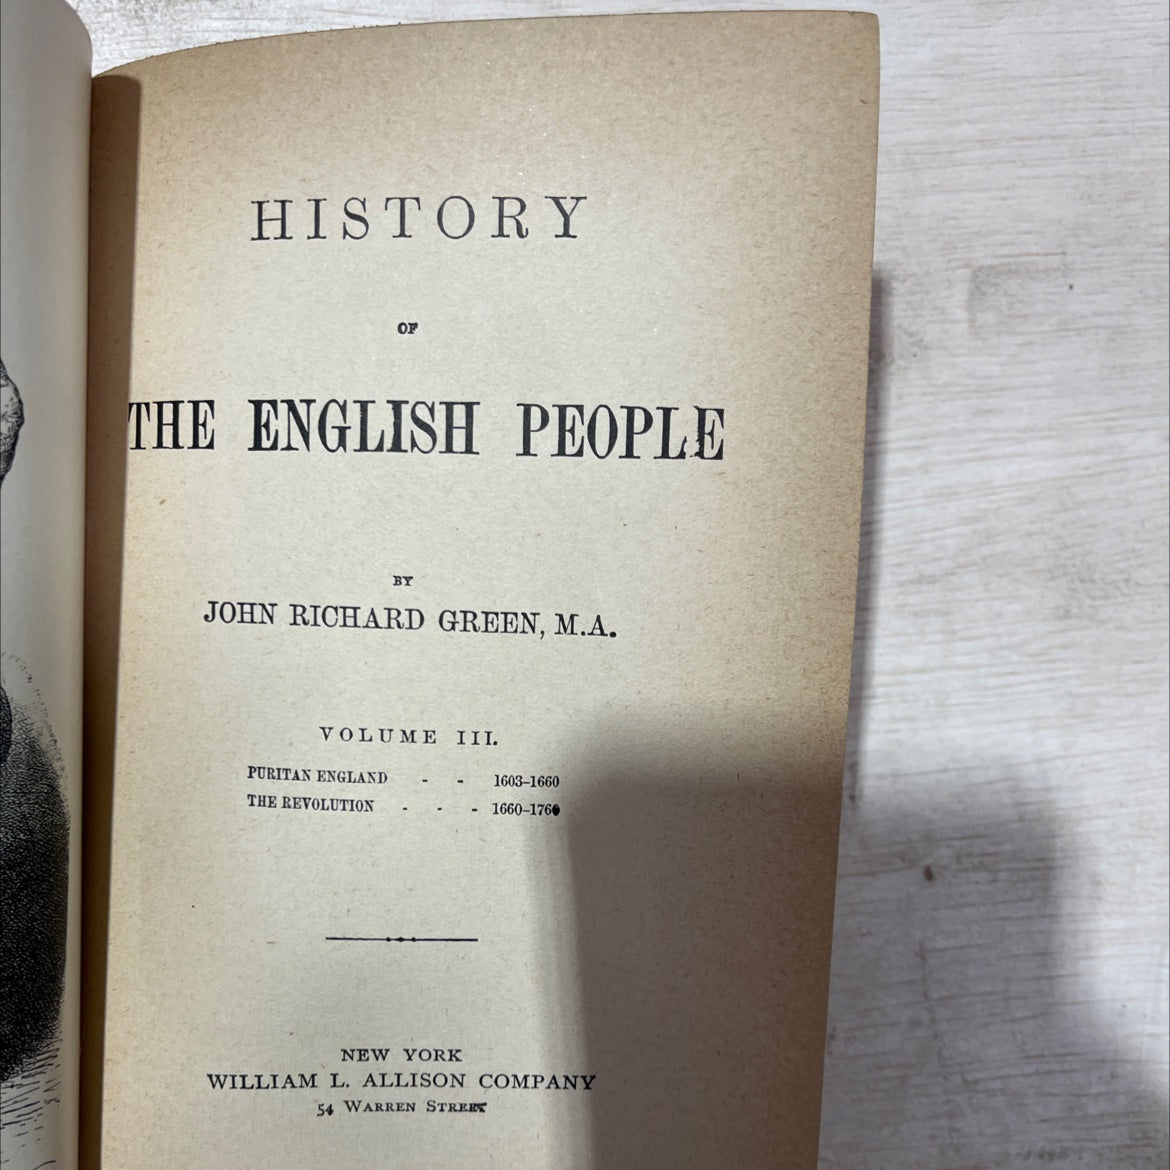 HISTORY
OF
THE ENGLISH PEOPLE
BY
JOHN RICHARD GREEN, M.A.
VOLUME III.
PURITAN ENGLAND - - 1603–1660
THE REVOLUTION - - - 1660–1760
NEW YORK
WILLIAM L. ALLISON COMPANY
54 WARREN STREET